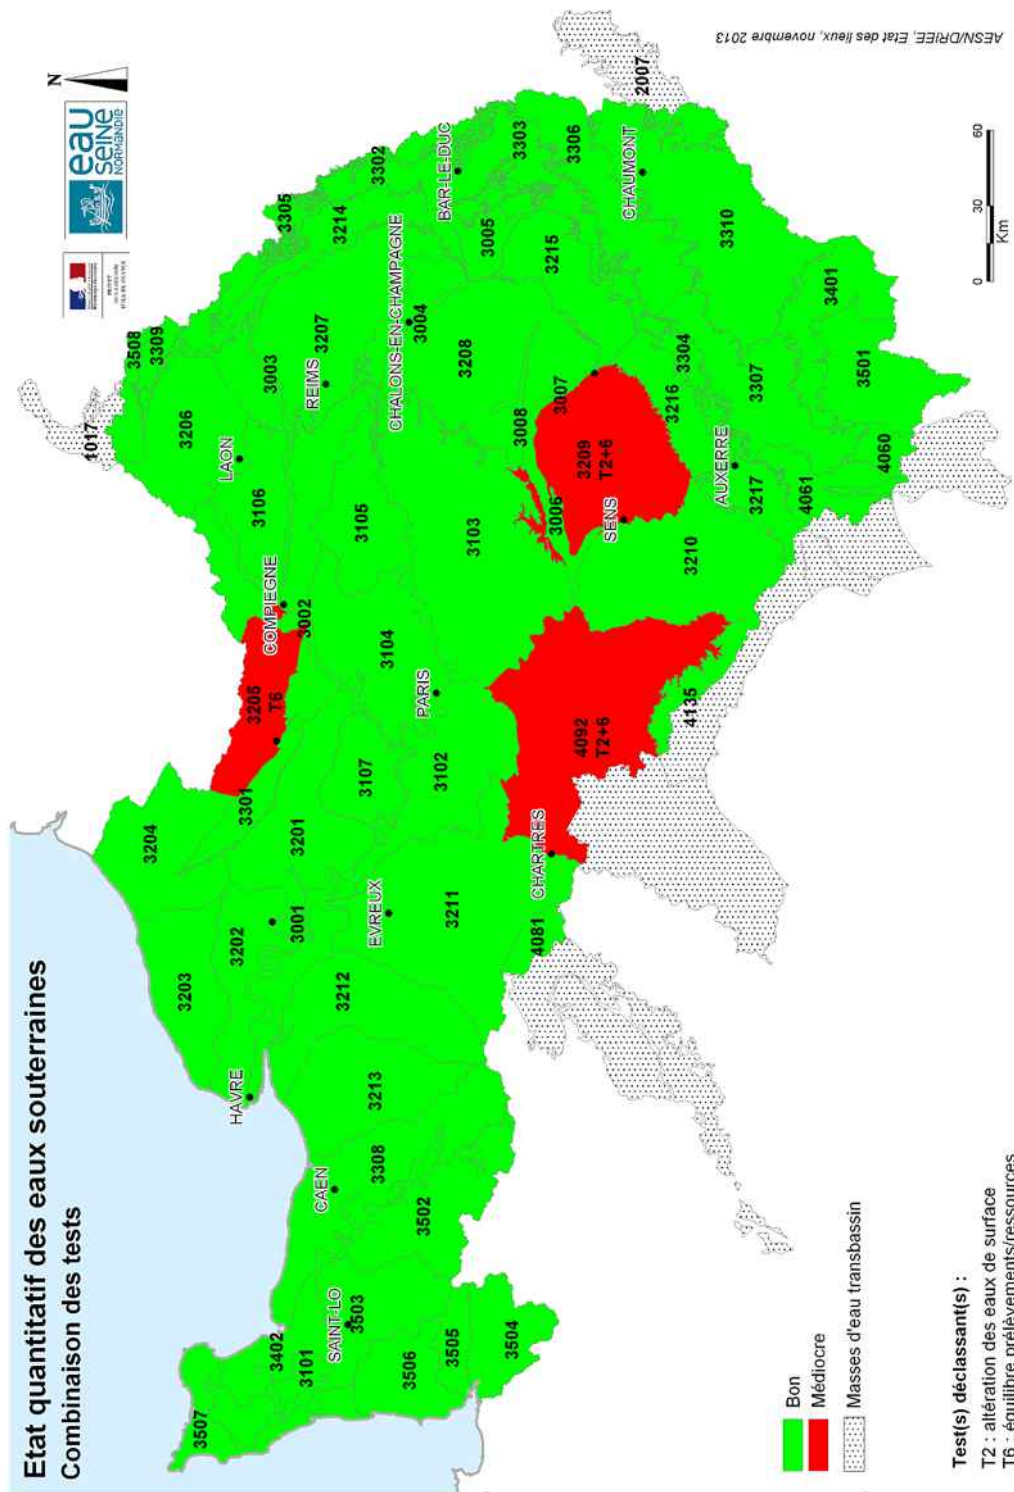 Etat quantitatif des eaux souterraines
Combinaison des tests
eau
SEINE
NORMANDIE
N
1017
3508
3309
3206
LAON
3106
3003
3305
REIMS
3207
3214
3302
COMPIEGNE
3002
3205
T6
3301
3204
3203
3202
3201
3001
HAVRE
3105
CHALONS-EN-CHAMPAGNE
3004
BAR-LE-DUC
3104
PARIS
3107
3102
EVREUX
3211
3212
3213
CAEN
3308
3502
SAINT-LO
3503
3402
3101
3507
3506
3505
3504
3103
3208
3005
3303
3215
3306
3008
3007
3006
3209
T2+6
SENS
CHAUMONT
2007
4092
T2+6
CHARTRES
4081
4135
3210
3216
3304
3310
AUXERRE
3217
3307
4061
3401
3501
4060
Bon
Médiocre
Masses d'eau transbassin
Test(s) déclassant(s) :
T2 : altération des eaux de surface
T6 : équilibre prélèvements/ressources
0 30 60
Km
AESN/DRIEE, Etat des lieux, novembre 2013